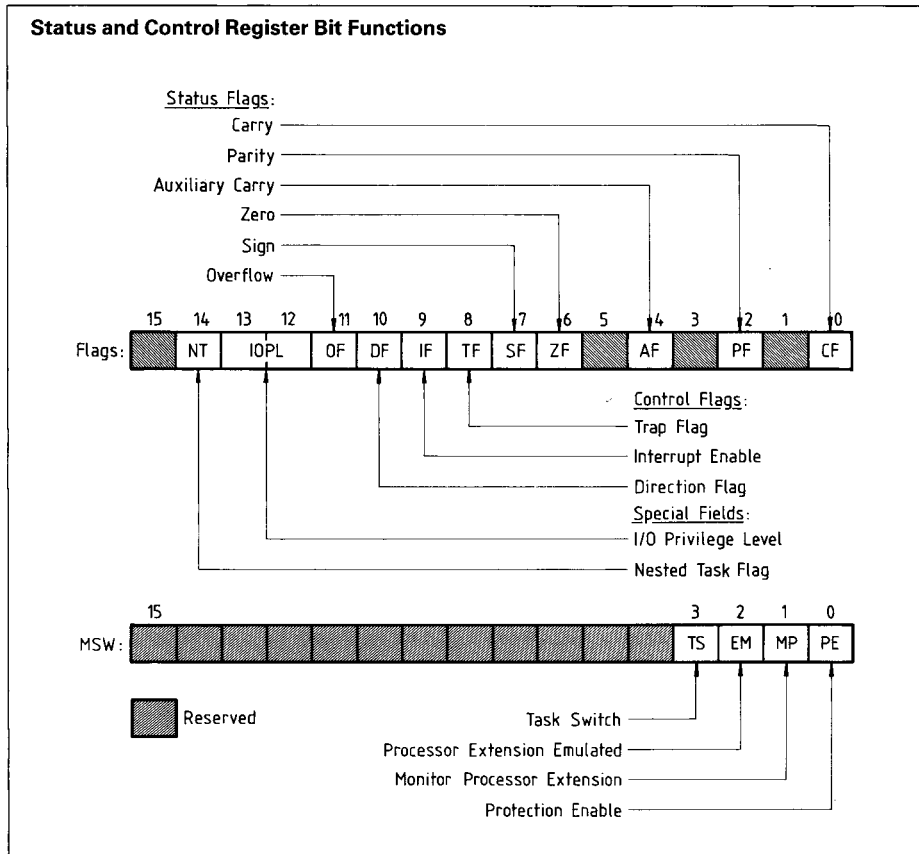 Status and Control Register Bit Functions
Status Flags:
Carry
Parity
Auxiliary Carry
Zero
Sign
Overflow
15 14 13 12 11 10 9 8 7 6 5 4 3 2 1 0
Flags: NT IOPL OF DF IF TF SF ZF AF PF CF
Control Flags:
Trap Flag
Interrupt Enable
Direction Flag
Special Fields:
I/O Privilege Level
Nested Task Flag
15 3 2 1 0
MSW: TS EM MP PE
Reserved
Task Switch
Processor Extension Emulated
Monitor Processor Extension
Protection Enable